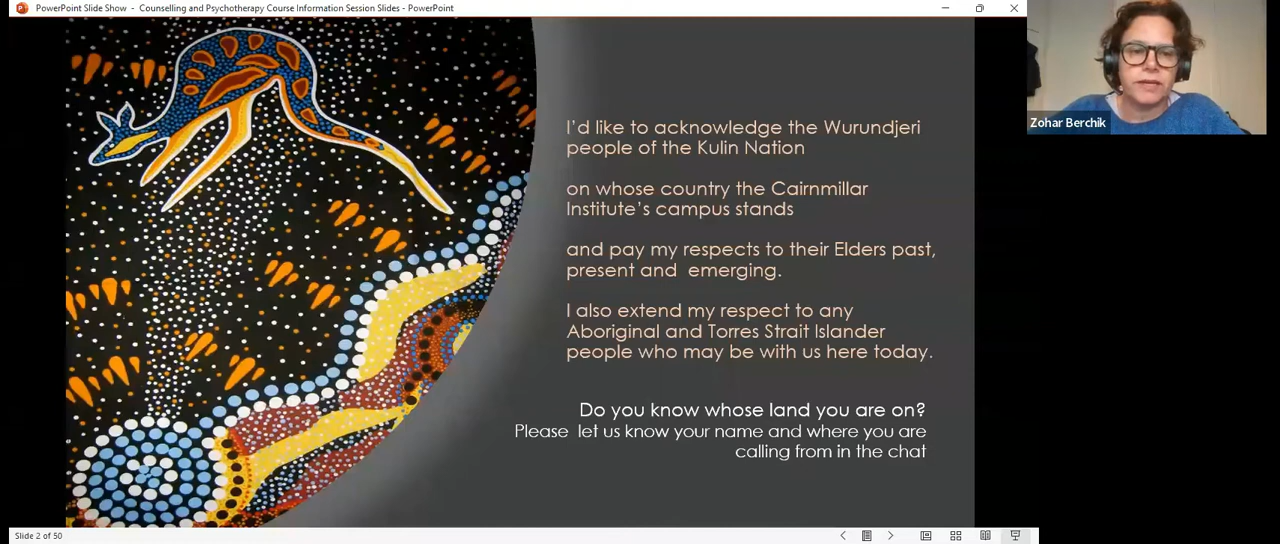 PowerPoint Slide Show - Counselling and Psychotherapy Course Information Session Slides - PowerPoint
I'd like to acknowledge the Wurundjeri
people of the Kulin Nation
on whose country the Cairnmillar
Institute's campus stands
and pay my respects to their Elders past,
present and emerging.
I also extend my respect to any
Aboriginal and Torres Strait Islander
people who may be with us here today.
Do you know whose land you are on?
Please let us know your name and where you are
calling from in the chat
Zohar Berchik
Slide 2 of 50